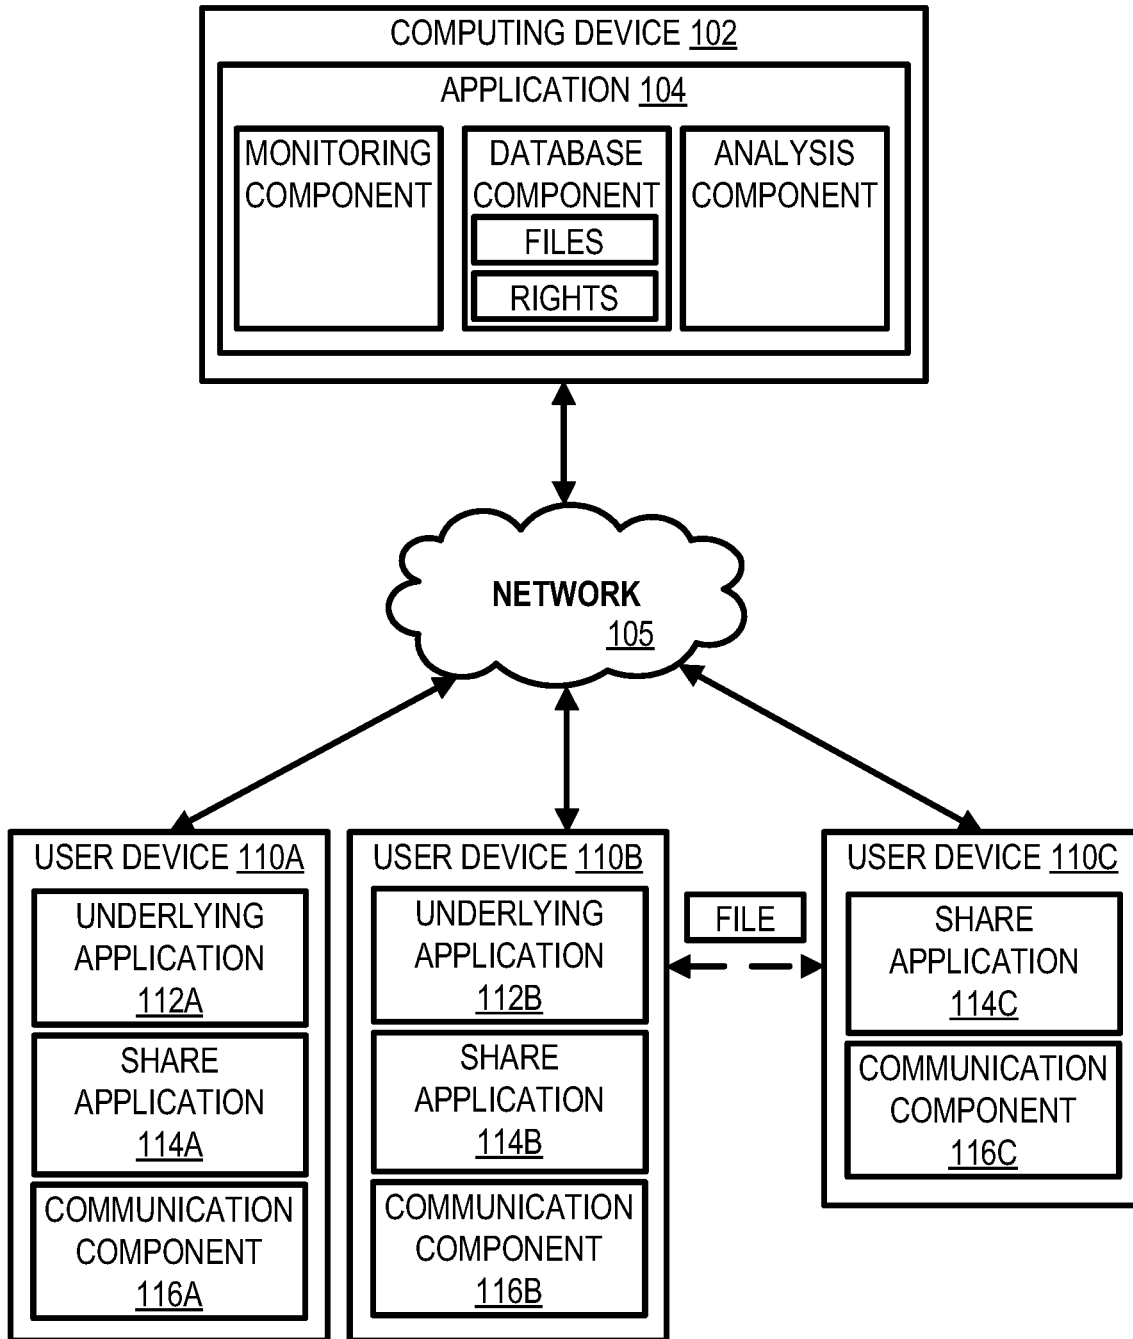 COMPUTING DEVICE 102
APPLICATION 104
MONITORING
COMPONENT
DATABASE
COMPONENT
FILES
RIGHTS
ANALYSIS
COMPONENT
NETWORK
105
USER DEVICE 110A
UNDERLYING
APPLICATION
112A
SHARE
APPLICATION
114A
COMMUNICATION
COMPONENT
116A
USER DEVICE 110B
UNDERLYING
APPLICATION
112B
SHARE
APPLICATION
114B
COMMUNICATION
COMPONENT
116B
FILE
USER DEVICE 110C
SHARE
APPLICATION
114C
COMMUNICATION
COMPONENT
116C